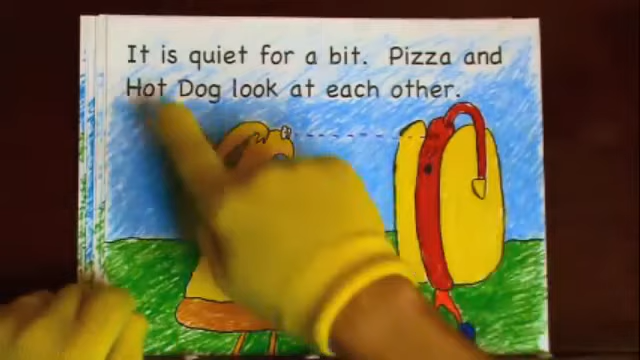 It is quiet for a bit. Pizza and
Hot Dog look at each other.